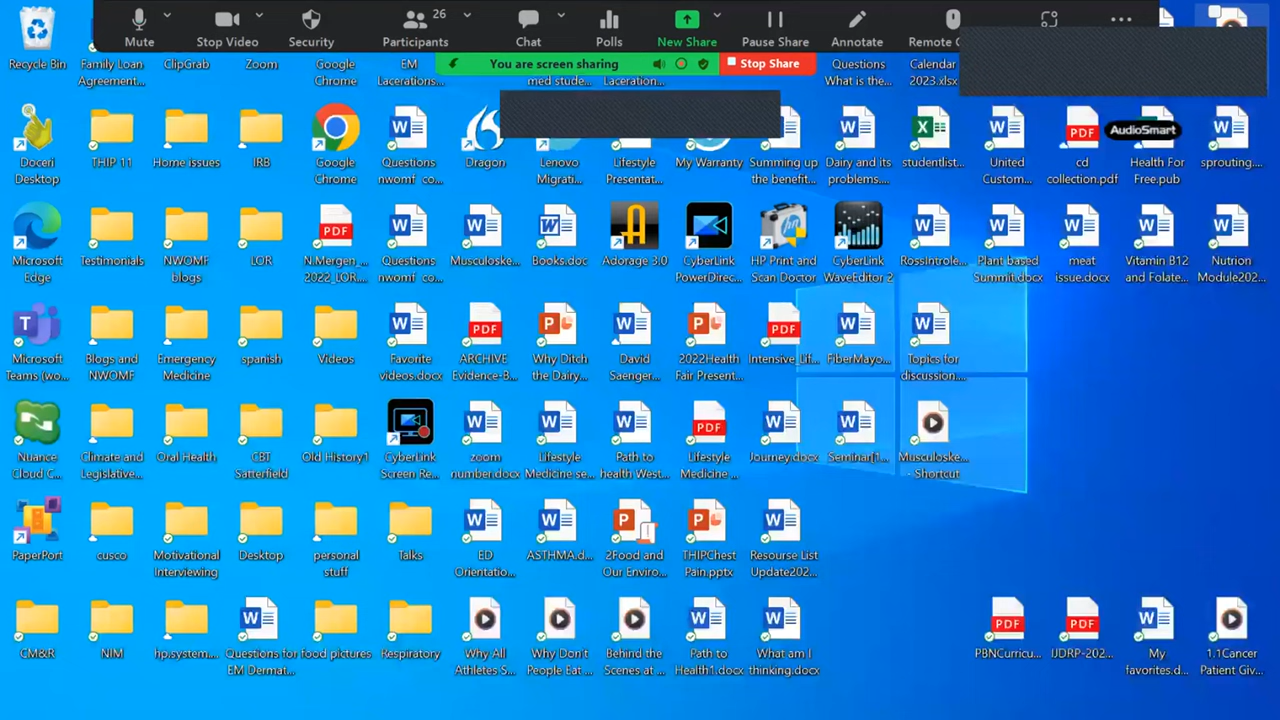 26
Mute
Stop Video
Security
Participants
Chat
Polls
New Share
Pause Share
Annotate
You are screen sharing
Stop Share
Recycle Bin
Family Loan
Agreement...
ClipGrab
Zoom
Google
Chrome
EM
Lacerations...
med stude...
Laceration...
Questions
What is the...
Calendar
2023.xlsx
AudioSmart
Doceri
Desktop
THIP 11
Home issues
IRB
Google
Chrome
Questions
nwomf_co...
Dragon
Lenovo
Migrati...
Lifestyle
Presentat...
My Warranty
Summing up
the benefit...
Dairy and its
problems....
studentlist...
United
Custom...
cd
collection.pdf
Health For
Free.pub
sprouting....
Microsoft
Edge
Testimonials
NWOMF
blogs
LOR
N.Mergen_...
2022_LOR...
Questions
nwomf_co...
Musculoske...
Books.doc
Adorage 3.0
CyberLink
PowerDirec...
HP Print and
Scan Doctor
CyberLink
WaveEditor 2
RossIntrole...
Plant based
Summit.docx
meat
issue.docx
Vitamin B12
and Folate...
Nutrion
Module202...
Microsoft
Teams (wo...
Blogs and
NWOMF
Emergency
Medicine
spanish
Videos
Favorite
videos.docx
ARCHIVE
Evidence-B...
Why Ditch
the Dairy...
David
Saenger...
2022Health
Fair Present...
Intensive_Lif...
FiberMayo...
Topics for
discussion....
Nuance
Cloud C...
Climate and
Legislative...
Oral Health
CBT
Satterfield
Old History1
CyberLink
Screen Re...
zoom
number.docx
Lifestyle
Medicine se...
Path to
health West...
Lifestyle
Medicine ...
Journey.docx
Seminar[1...
Musculoske...
- Shortcut
PaperPort
cusco
Motivational
Interviewing
Desktop
personal
stuff
Talks
ED
Orientatio...
ASTHMA.d...
2Food and
Our Enviro...
THIPChest
Pain.pptx
Resourse List
Update202...
CM&R
NIM
hp.system....
Questions for
EM Dermat...
food pictures
Respiratory
Why All
Athletes S...
Why Don't
People Eat ...
Behind the
Scenes at ...
Path to
Health1.docx
What am I
thinking.docx
PBNCurricu...
IJDRP-202...
My
favorites.d...
1.1Cancer
Patient Giv...